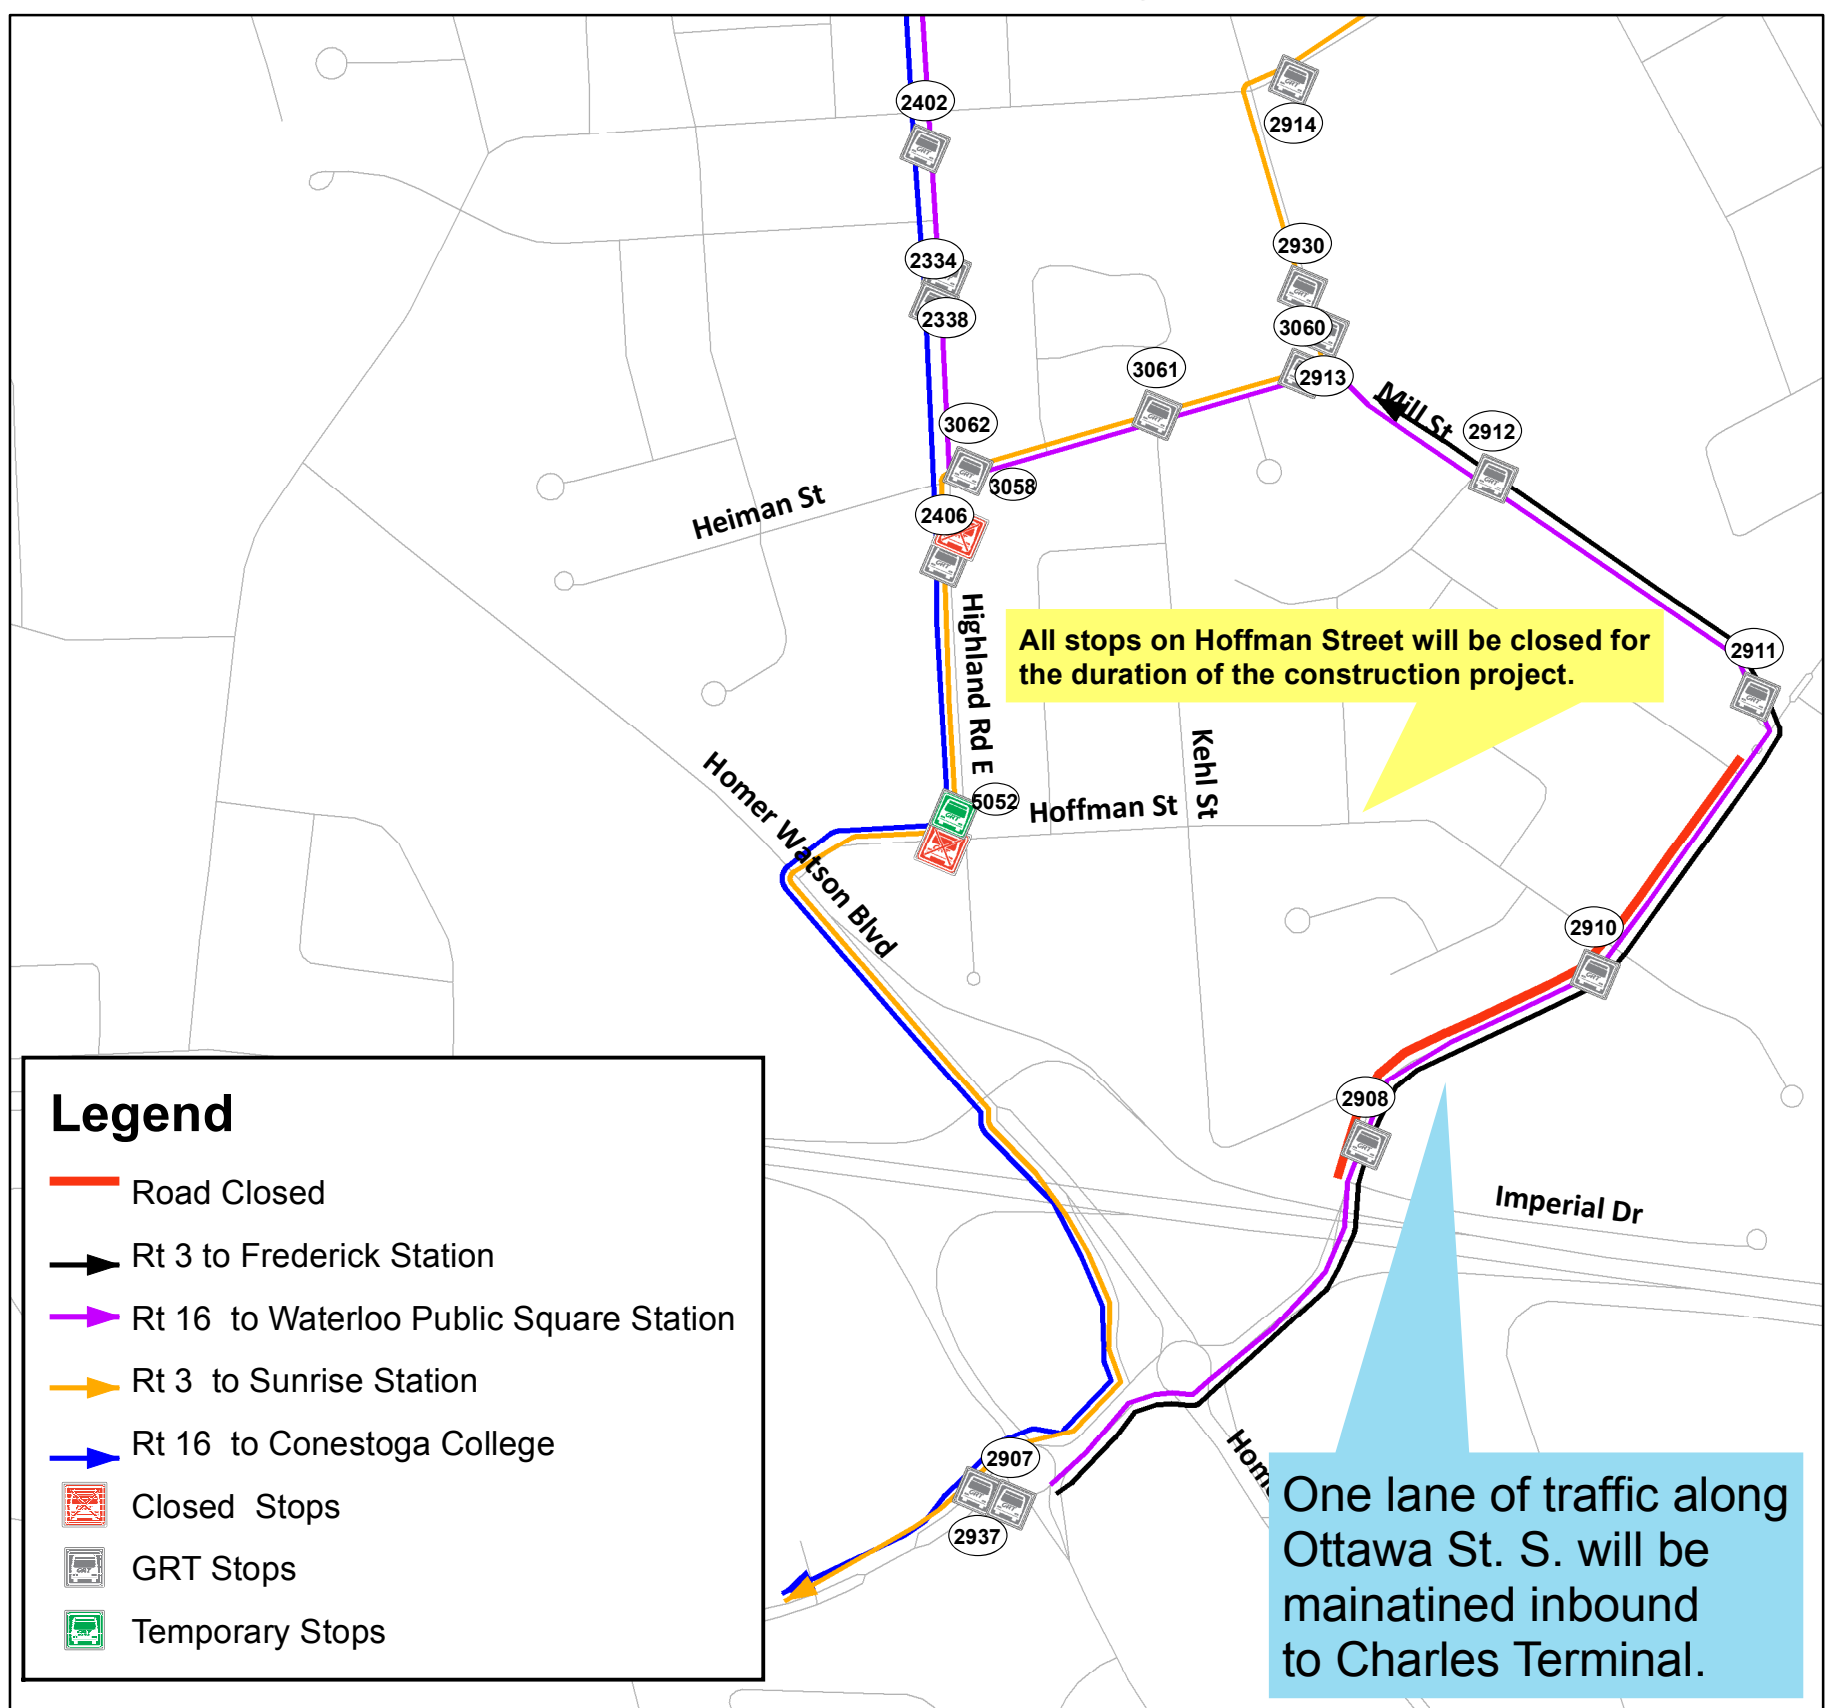 2402
2914
2930
2334
2338
3060
2913
3061
Mill St
2912
3062
3058
Heiman St
2406
Highland Rd E
All stops on Hoffman Street will be closed for
the duration of the construction project.
2911
Kehl St
Homer Watson Blvd
5052
Hoffman St
2910
2908
Imperial Dr
Legend
Road Closed
Rt 3 to Frederick Station
Rt 16 to Waterloo Public Square Station
Rt 3 to Sunrise Station
Rt 16 to Conestoga College
Closed Stops
GRT Stops
Temporary Stops
2907
2937
One lane of traffic along
Ottawa St. S. will be
mainatined inbound
to Charles Terminal.